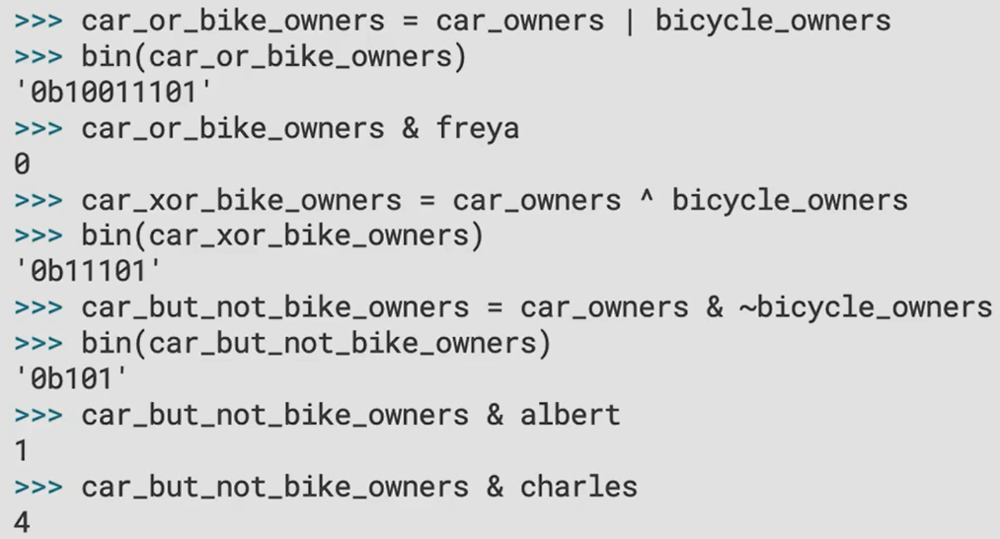 >>> car_or_bike_owners = car_owners | bicycle_owners
>>> bin(car_or_bike_owners)
'0b10011101'
>>> car_or_bike_owners & freya
0
>>> car_xor_bike_owners = car_owners ^ bicycle_owners
>>> bin(car_xor_bike_owners)
'0b11101'
>>> car_but_not_bike_owners = car_owners & ~bicycle_owners
>>> bin(car_but_not_bike_owners)
'0b101'
>>> car_but_not_bike_owners & albert
1
>>> car_but_not_bike_owners & charles
4